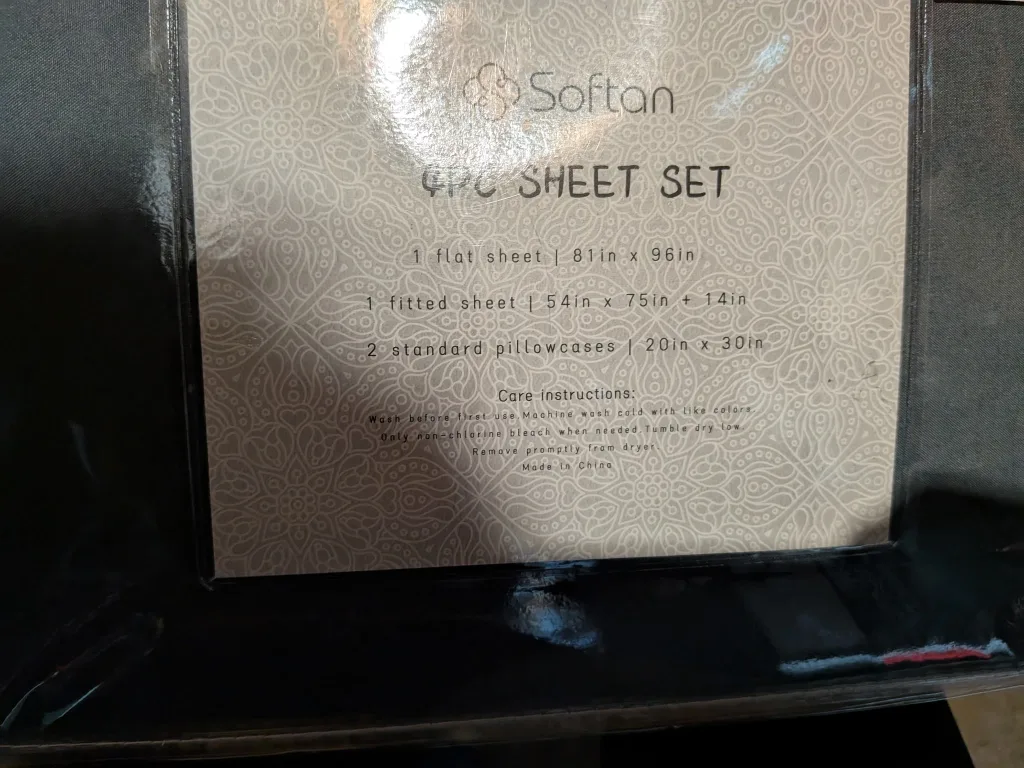 Softan
4PC SHEET SET
1 flat sheet | 81in x 96in
1 fitted sheet | 54in x 75in + 14in
2 standard pillowcases | 20in x 30in
Care instructions:
Wash before first use.Machine wash cold with like colors.
Only non-chlorine bleach when needed.Tumble dry low.
Remove promptly from dryer.
Made in China